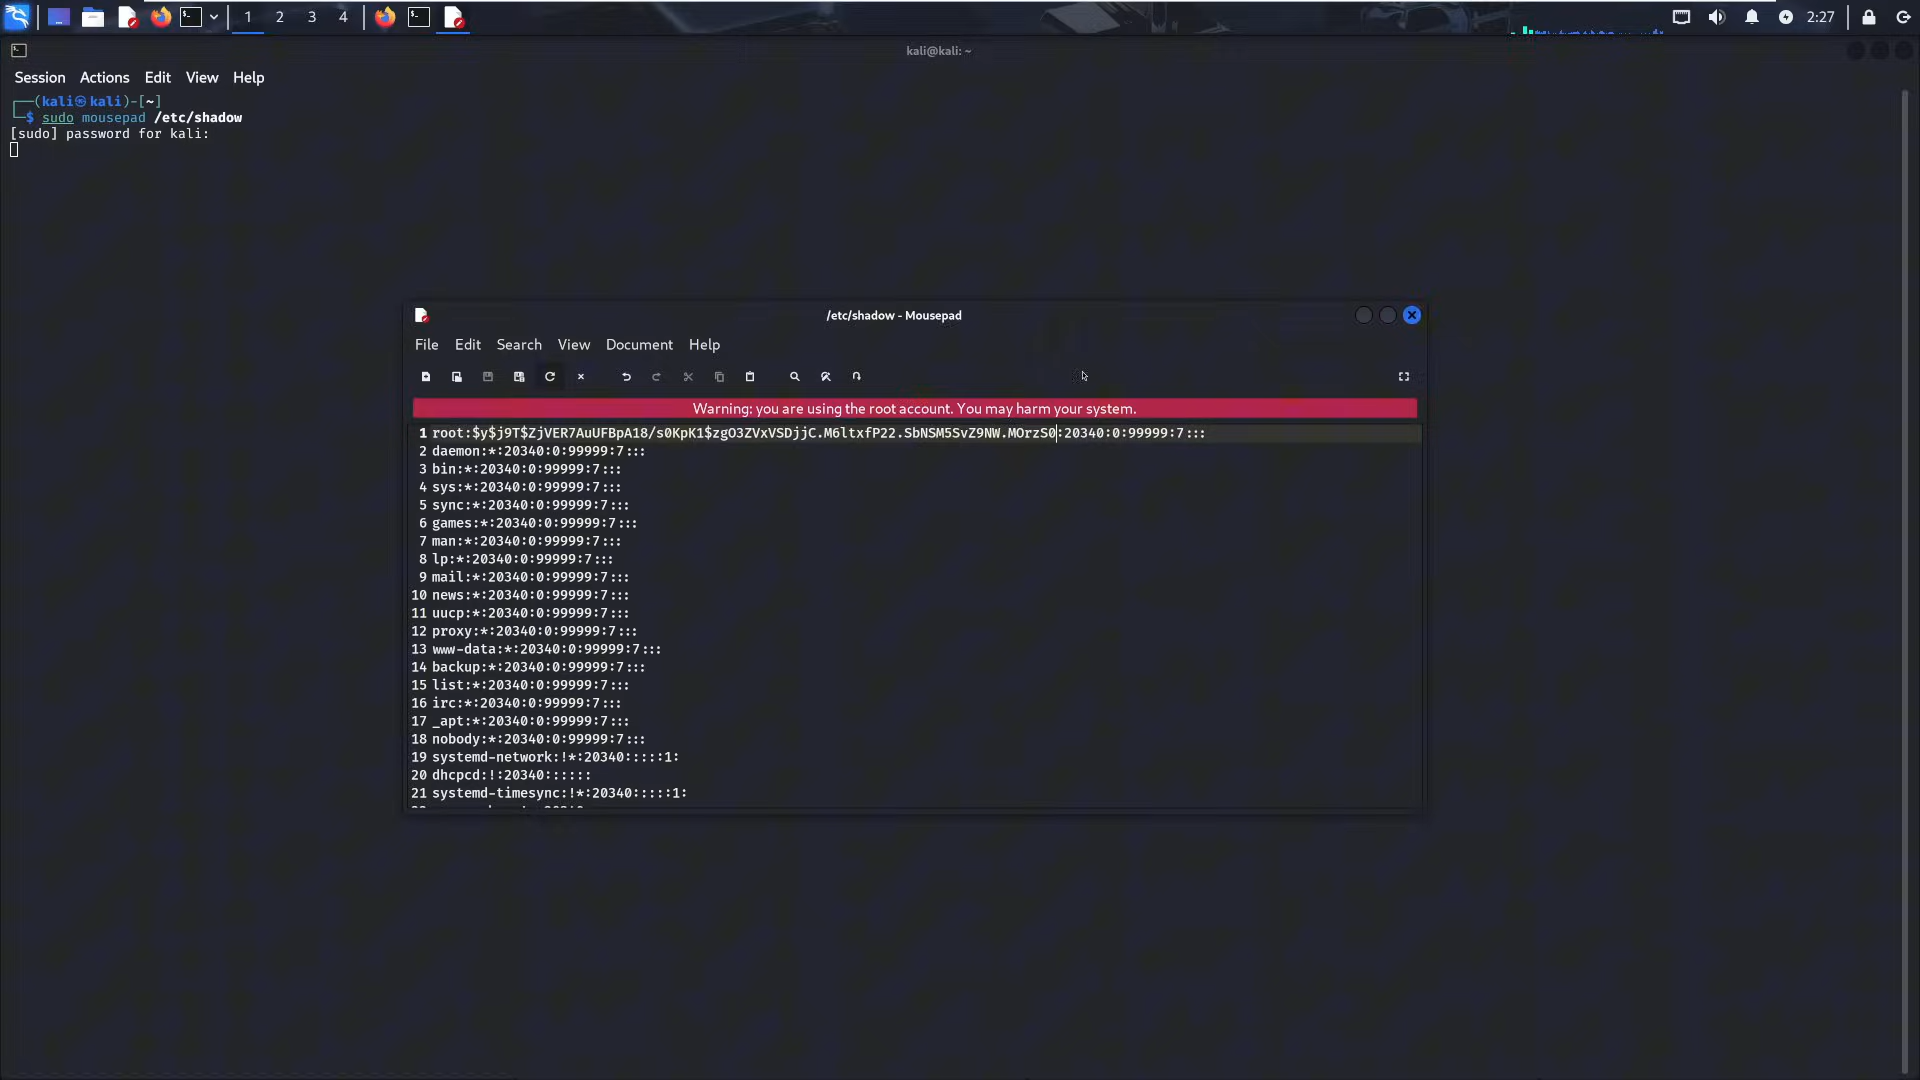 1 2 3 4 2:27
kali@kali: ~
Session Actions Edit View Help
┌──(kali㉿kali)-[~]
└─$ sudo mousepad /etc/shadow
[sudo] password for kali:
/etc/shadow - Mousepad
File Edit Search View Document Help
Warning: you are using the root account. You may harm your system.
1 root:$y$j9T$ZjVER7AuUFBpA18/s0KpK1$zgO3ZVxVSDjjC.M6ltxfP22.SbNSM5SvZ9NW.MOrzS0:20340:0:99999:7:::
2 daemon:*:20340:0:99999:7:::
3 bin:*:20340:0:99999:7:::
4 sys:*:20340:0:99999:7:::
5 sync:*:20340:0:99999:7:::
6 games:*:20340:0:99999:7:::
7 man:*:20340:0:99999:7:::
8 lp:*:20340:0:99999:7:::
9 mail:*:20340:0:99999:7:::
10 news:*:20340:0:99999:7:::
11 uucp:*:20340:0:99999:7:::
12 proxy:*:20340:0:99999:7:::
13 www-data:*:20340:0:99999:7:::
14 backup:*:20340:0:99999:7:::
15 list:*:20340:0:99999:7:::
16 irc:*:20340:0:99999:7:::
17 _apt:*:20340:0:99999:7:::
18 nobody:*:20340:0:99999:7:::
19 systemd-network:!*:20340:::::1:
20 dhcpcd:!:20340::::::
21 systemd-timesync:!*:20340:::::1: